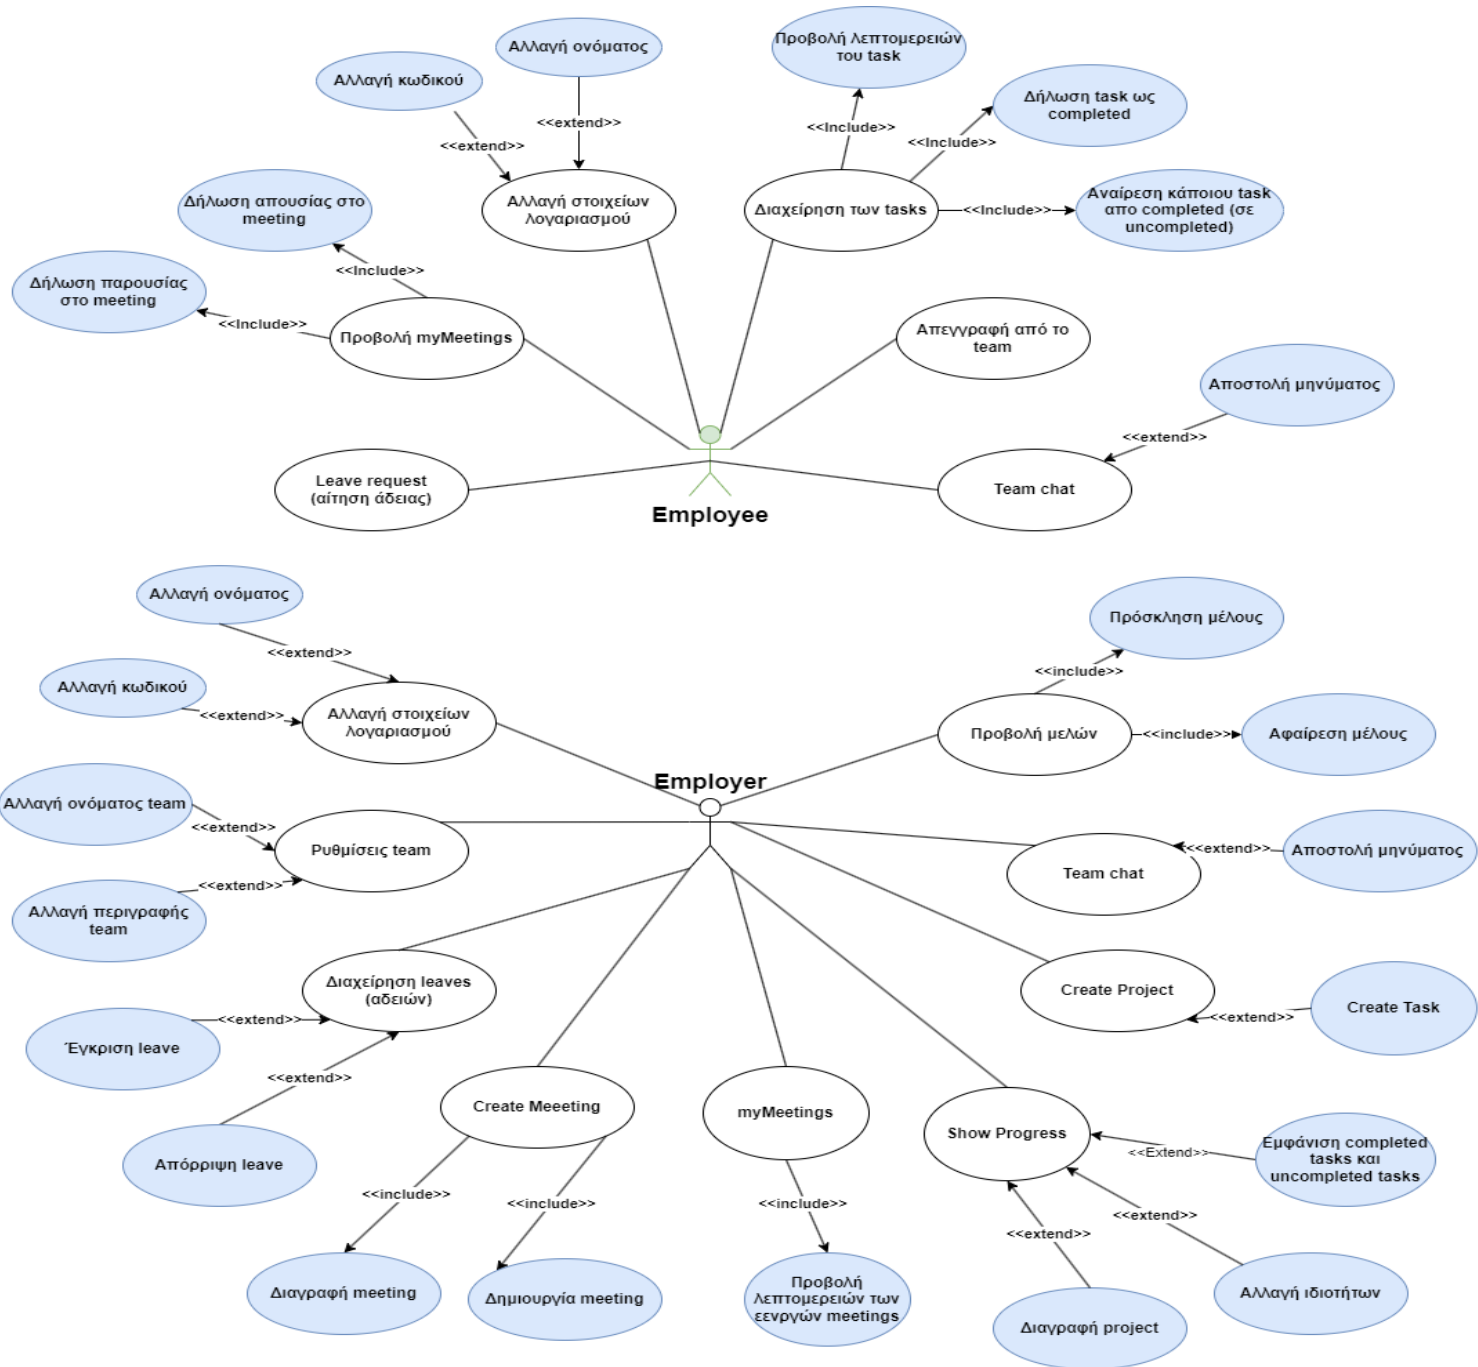 Αλλαγή ονόματος
Προβολή λεπτομερειών
του task
Αλλαγή κωδικού
Δήλωση task ως
completed
<<extend>>
<<Include>>
<<extend>>
<<Include>>
Δήλωση απουσίας στο
meeting
Αλλαγή στοιχείων
λογαριασμού
Διαχείρηση των tasks
<<Include>>
Αναίρεση κάποιου task
απο completed (σε
uncompleted)
<<Include>>
Δήλωση παρουσίας
στο meeting
<<Include>>
Προβολή myMeetings
Απεγγραφή από το
team
Αποστολή μηνύματος
<<extend>>
Leave request
(αίτηση άδειας)
Team chat
Employee
Αλλαγή ονόματος
Πρόσκληση μέλους
<<extend>>
<<include>>
Αλλαγή κωδικού
<<extend>>
Αλλαγή στοιχείων
λογαριασμού
Προβολή μελών
<<include>>
Αφαίρεση μέλους
Employer
Αλλαγή ονόματος team
<<extend>>
Ρυθμίσεις team
<<extend>>
Αποστολή μηνύματος
Team chat
<<extend>>
Αλλαγή περιγραφής
team
Διαχείρηση leaves
(αδειών)
Create Project
<<extend>>
Create Task
<<extend>>
Έγκριση leave
<<extend>>
Create Meeeting
myMeetings
Show Progress
<<Extend>>
Εμφάνιση completed
tasks και
uncompleted tasks
Απόρριψη leave
<<include>>
<<include>>
<<include>>
<<extend>>
<<extend>>
Διαγραφή meeting
Δημιουργία meeting
Προβολή
λεπτομερειών των
εενργών meetings
Αλλαγή ιδιοτήτων
Διαγραφή project